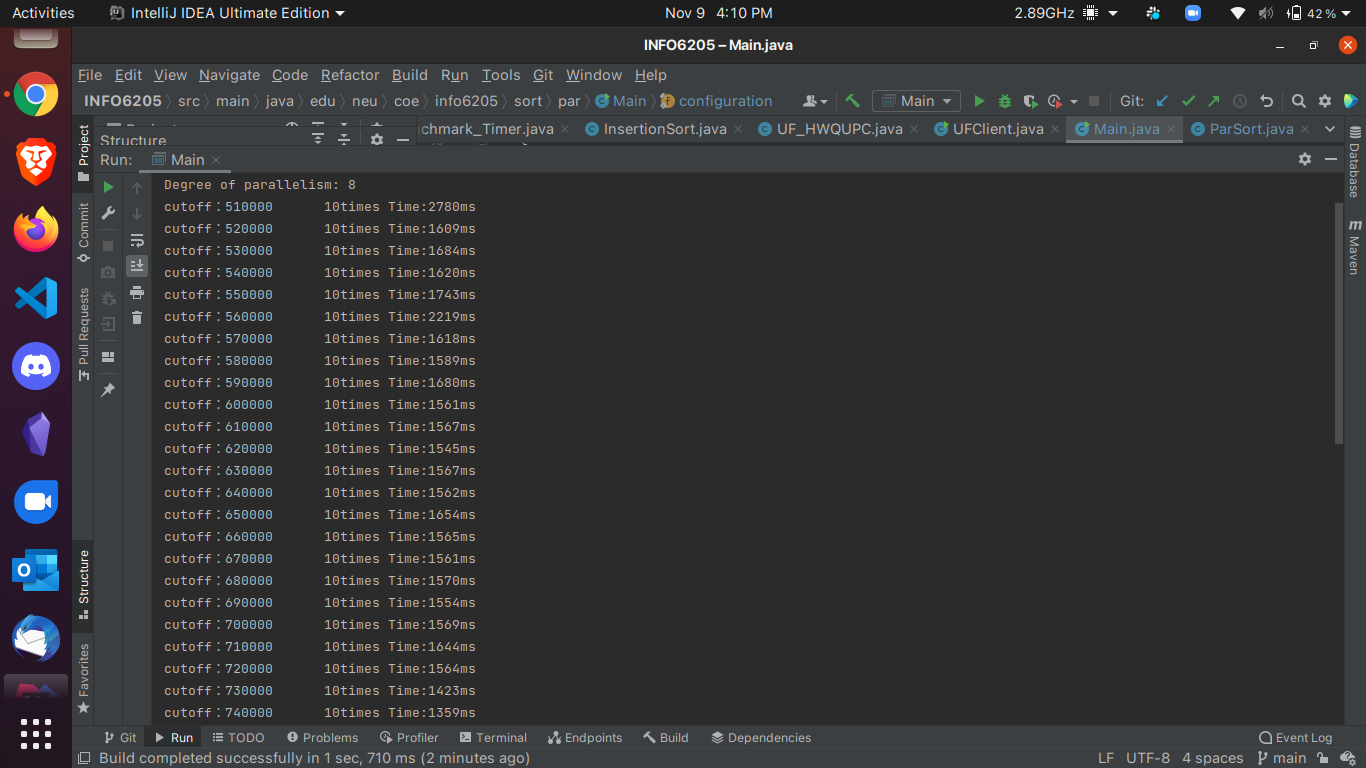 Activities IntelliJ IDEA Ultimate Edition Nov 9 4:10 PM 2.89GHz 42 %
INFO6205 – Main.java
File Edit View Navigate Code Refactor Build Run Tools Git Window Help
INFO6205 src main java edu neu coe info6205 sort par Main configuration Main Git:
chmark_Timer.java InsertionSort.java UF_HWQUPC.java UFClient.java Main.java ParSort.java
Structure
Run: Main
Project
Commit
Pull Requests
Structure
Favorites
Database
Maven
Degree of parallelism: 8
cutoff：510000 10times Time:2780ms
cutoff：520000 10times Time:1609ms
cutoff：530000 10times Time:1684ms
cutoff：540000 10times Time:1620ms
cutoff：550000 10times Time:1743ms
cutoff：560000 10times Time:2219ms
cutoff：570000 10times Time:1618ms
cutoff：580000 10times Time:1589ms
cutoff：590000 10times Time:1680ms
cutoff：600000 10times Time:1561ms
cutoff：610000 10times Time:1567ms
cutoff：620000 10times Time:1545ms
cutoff：630000 10times Time:1567ms
cutoff：640000 10times Time:1562ms
cutoff：650000 10times Time:1654ms
cutoff：660000 10times Time:1565ms
cutoff：670000 10times Time:1561ms
cutoff：680000 10times Time:1570ms
cutoff：690000 10times Time:1554ms
cutoff：700000 10times Time:1569ms
cutoff：710000 10times Time:1644ms
cutoff：720000 10times Time:1564ms
cutoff：730000 10times Time:1423ms
cutoff：740000 10times Time:1359ms
Git Run TODO Problems Profiler Terminal Endpoints Build Dependencies Event Log
Build completed successfully in 1 sec, 710 ms (2 minutes ago) LF UTF-8 4 spaces main